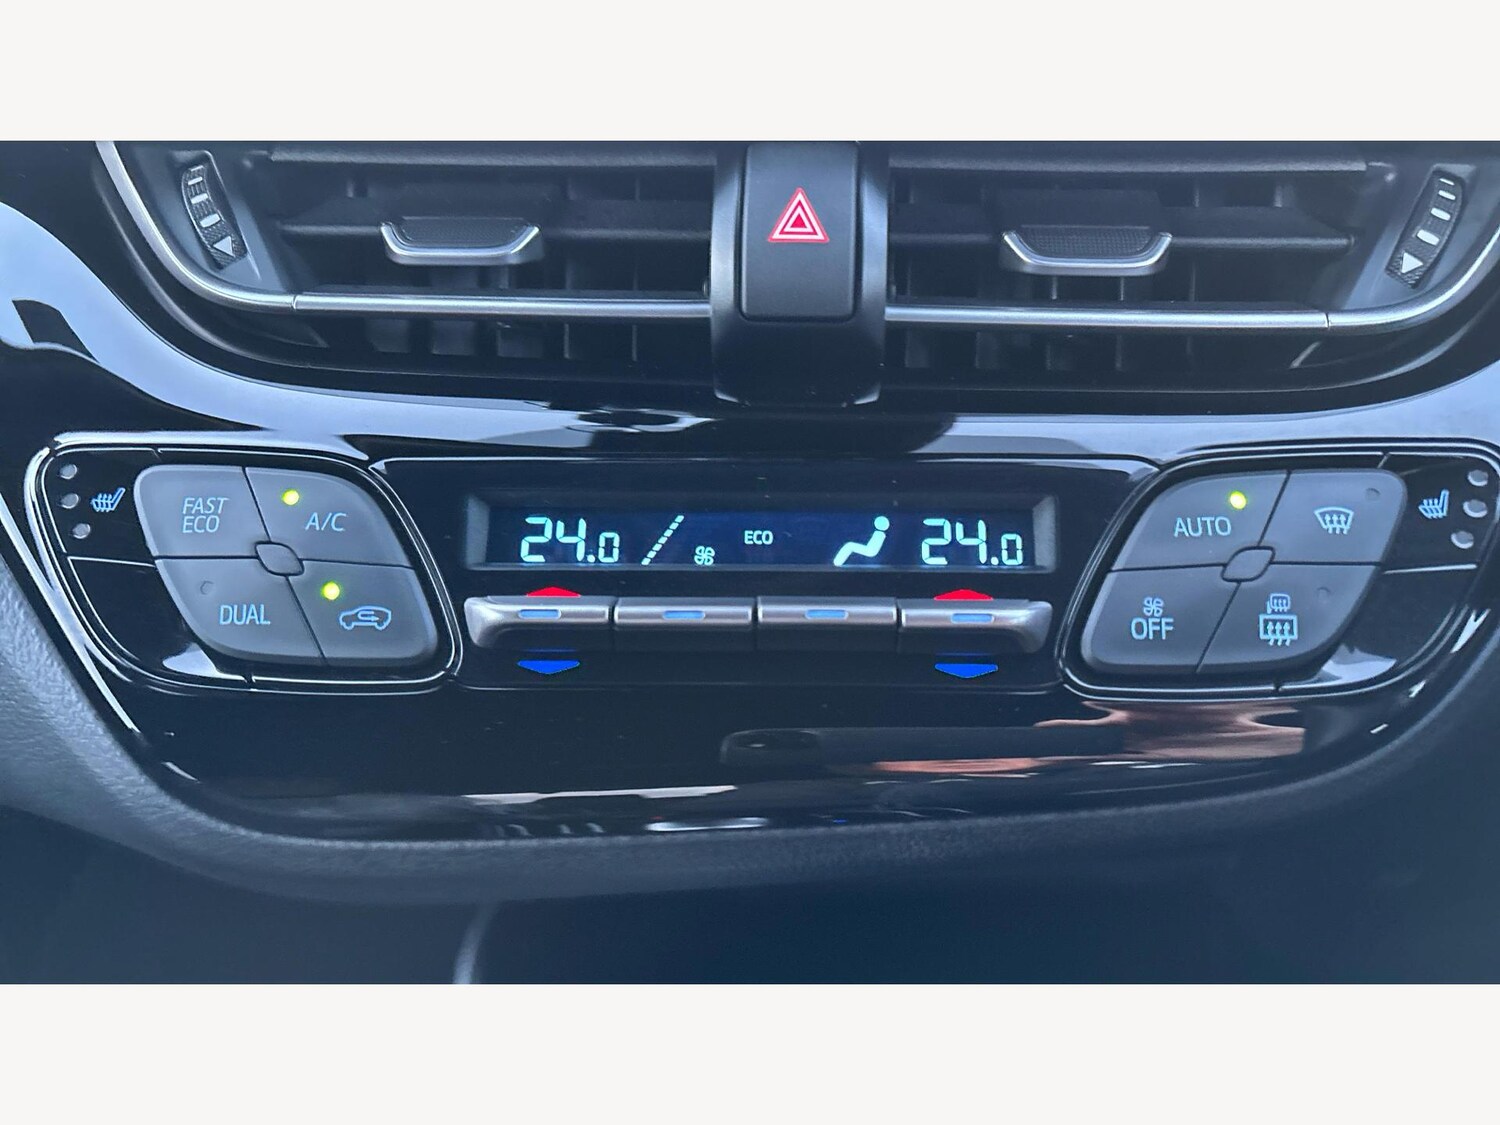 FAST
ECO
A/C
DUAL
24.0
ECO
24.0
AUTO
OFF